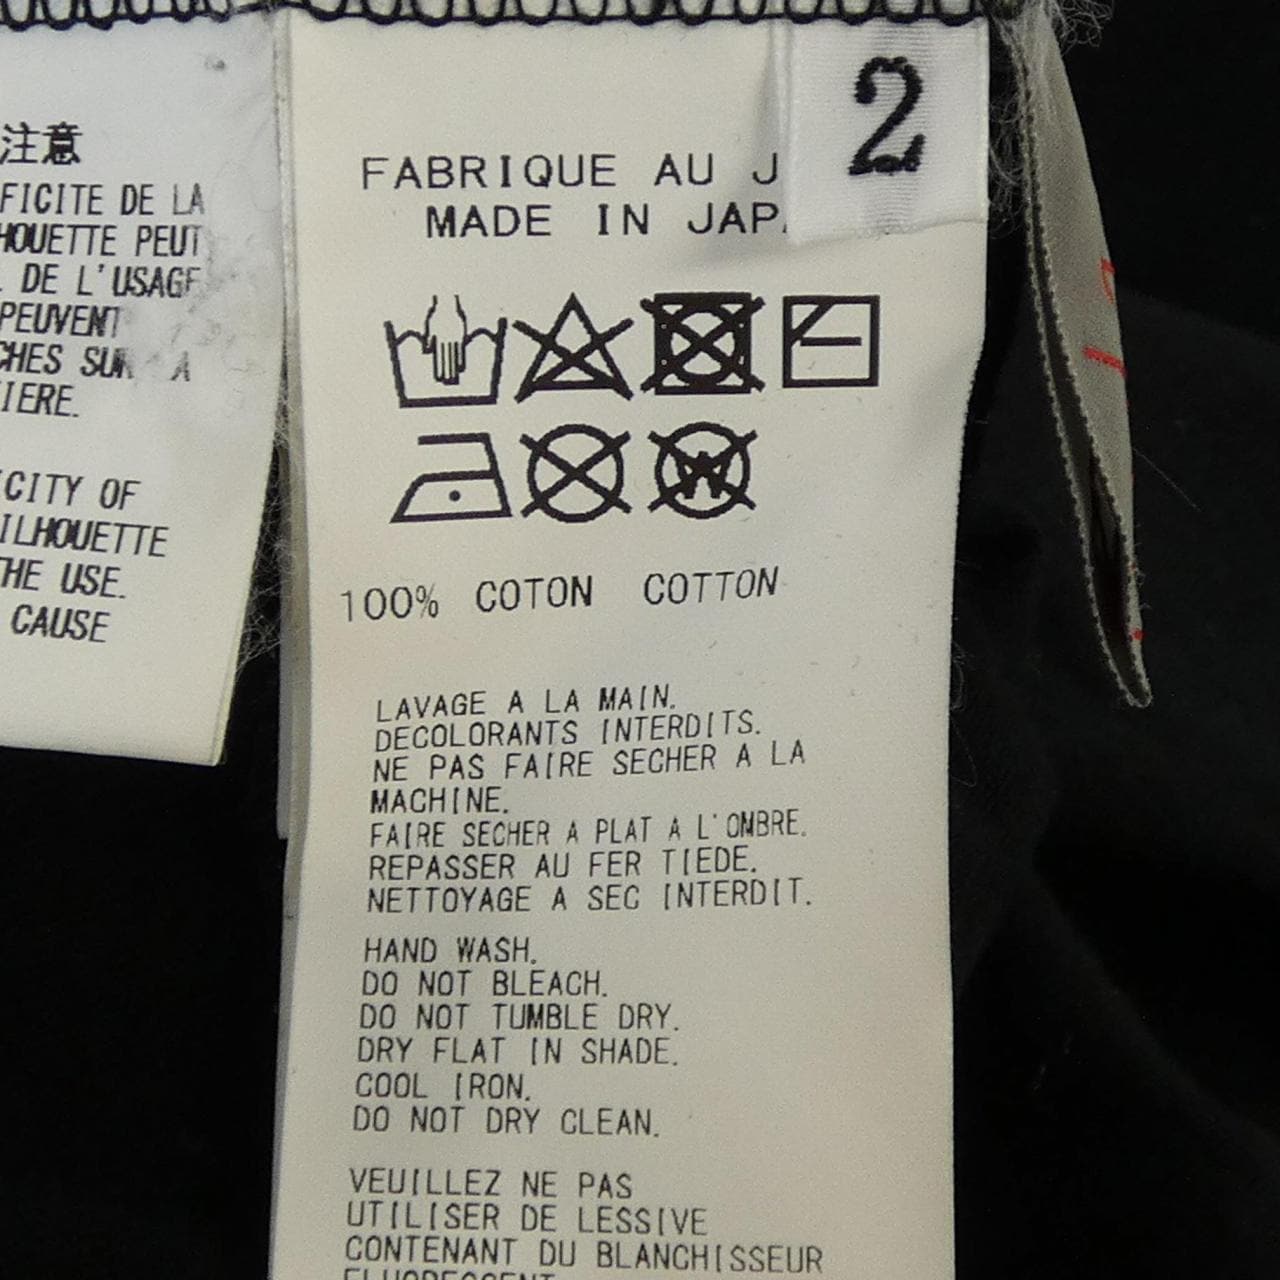 注意
FICITE DE LA
HOUETTE PEUT
DE L'USAGE
PEUVENT
CHES SUR
IERE.
CITY OF
ILHOUETTE
THE USE.
CAUSE
2
FABRIQUE AU J
MADE IN JAP
W
100% COTON COTTON
LAVAGE A LA MAIN.
DECOLORANTS INTERDITS.
NE PAS FAIRE SECHER A LA
MACHINE.
FAIRE SECHER A PLAT A L'OMBRE.
REPASSER AU FER TIEDE.
NETTOYAGE A SEC INTERDIT.
HAND WASH.
DO NOT BLEACH.
DO NOT TUMBLE DRY.
DRY FLAT IN SHADE.
COOL IRON.
DO NOT DRY CLEAN.
VEUILLEZ NE PAS
UTILISER DE LESSIVE
CONTENANT DU BLANCHISSEUR
FLUORESCENT